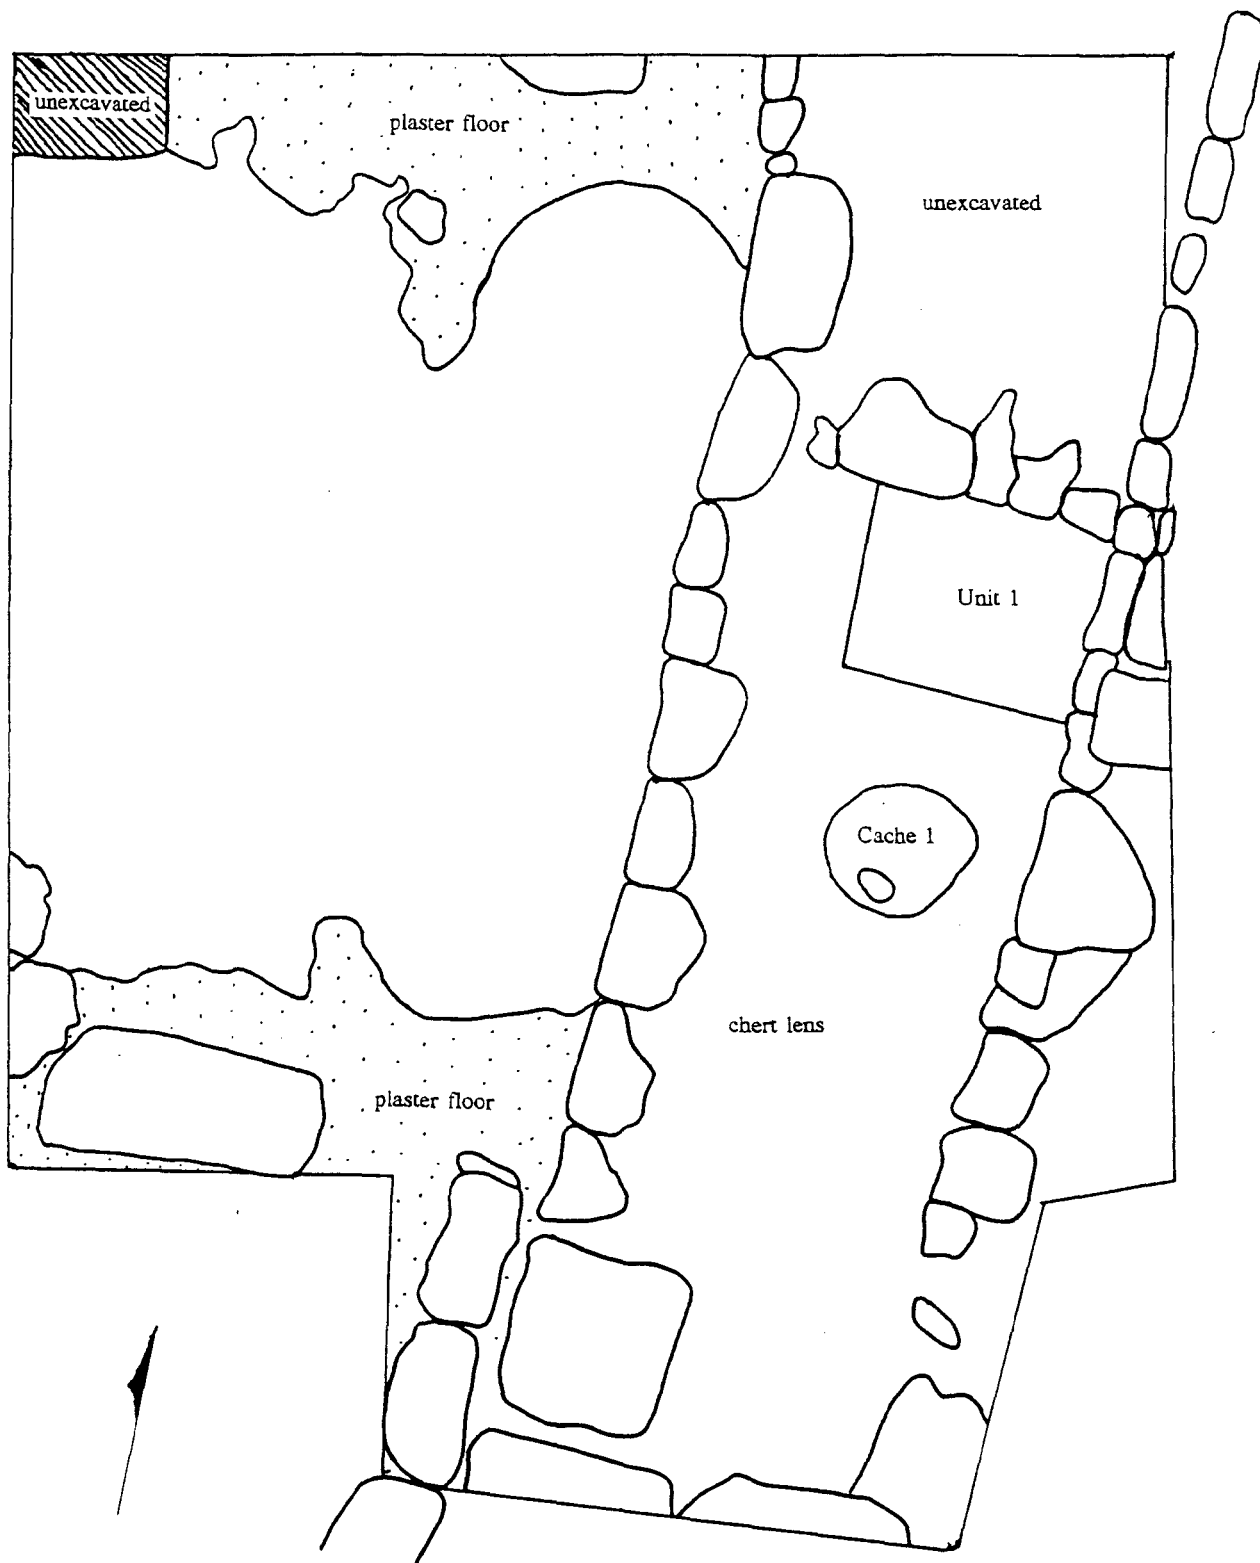 unexcavated
plaster floor
unexcavated
Unit 1
Cache 1
chert lens
plaster floor